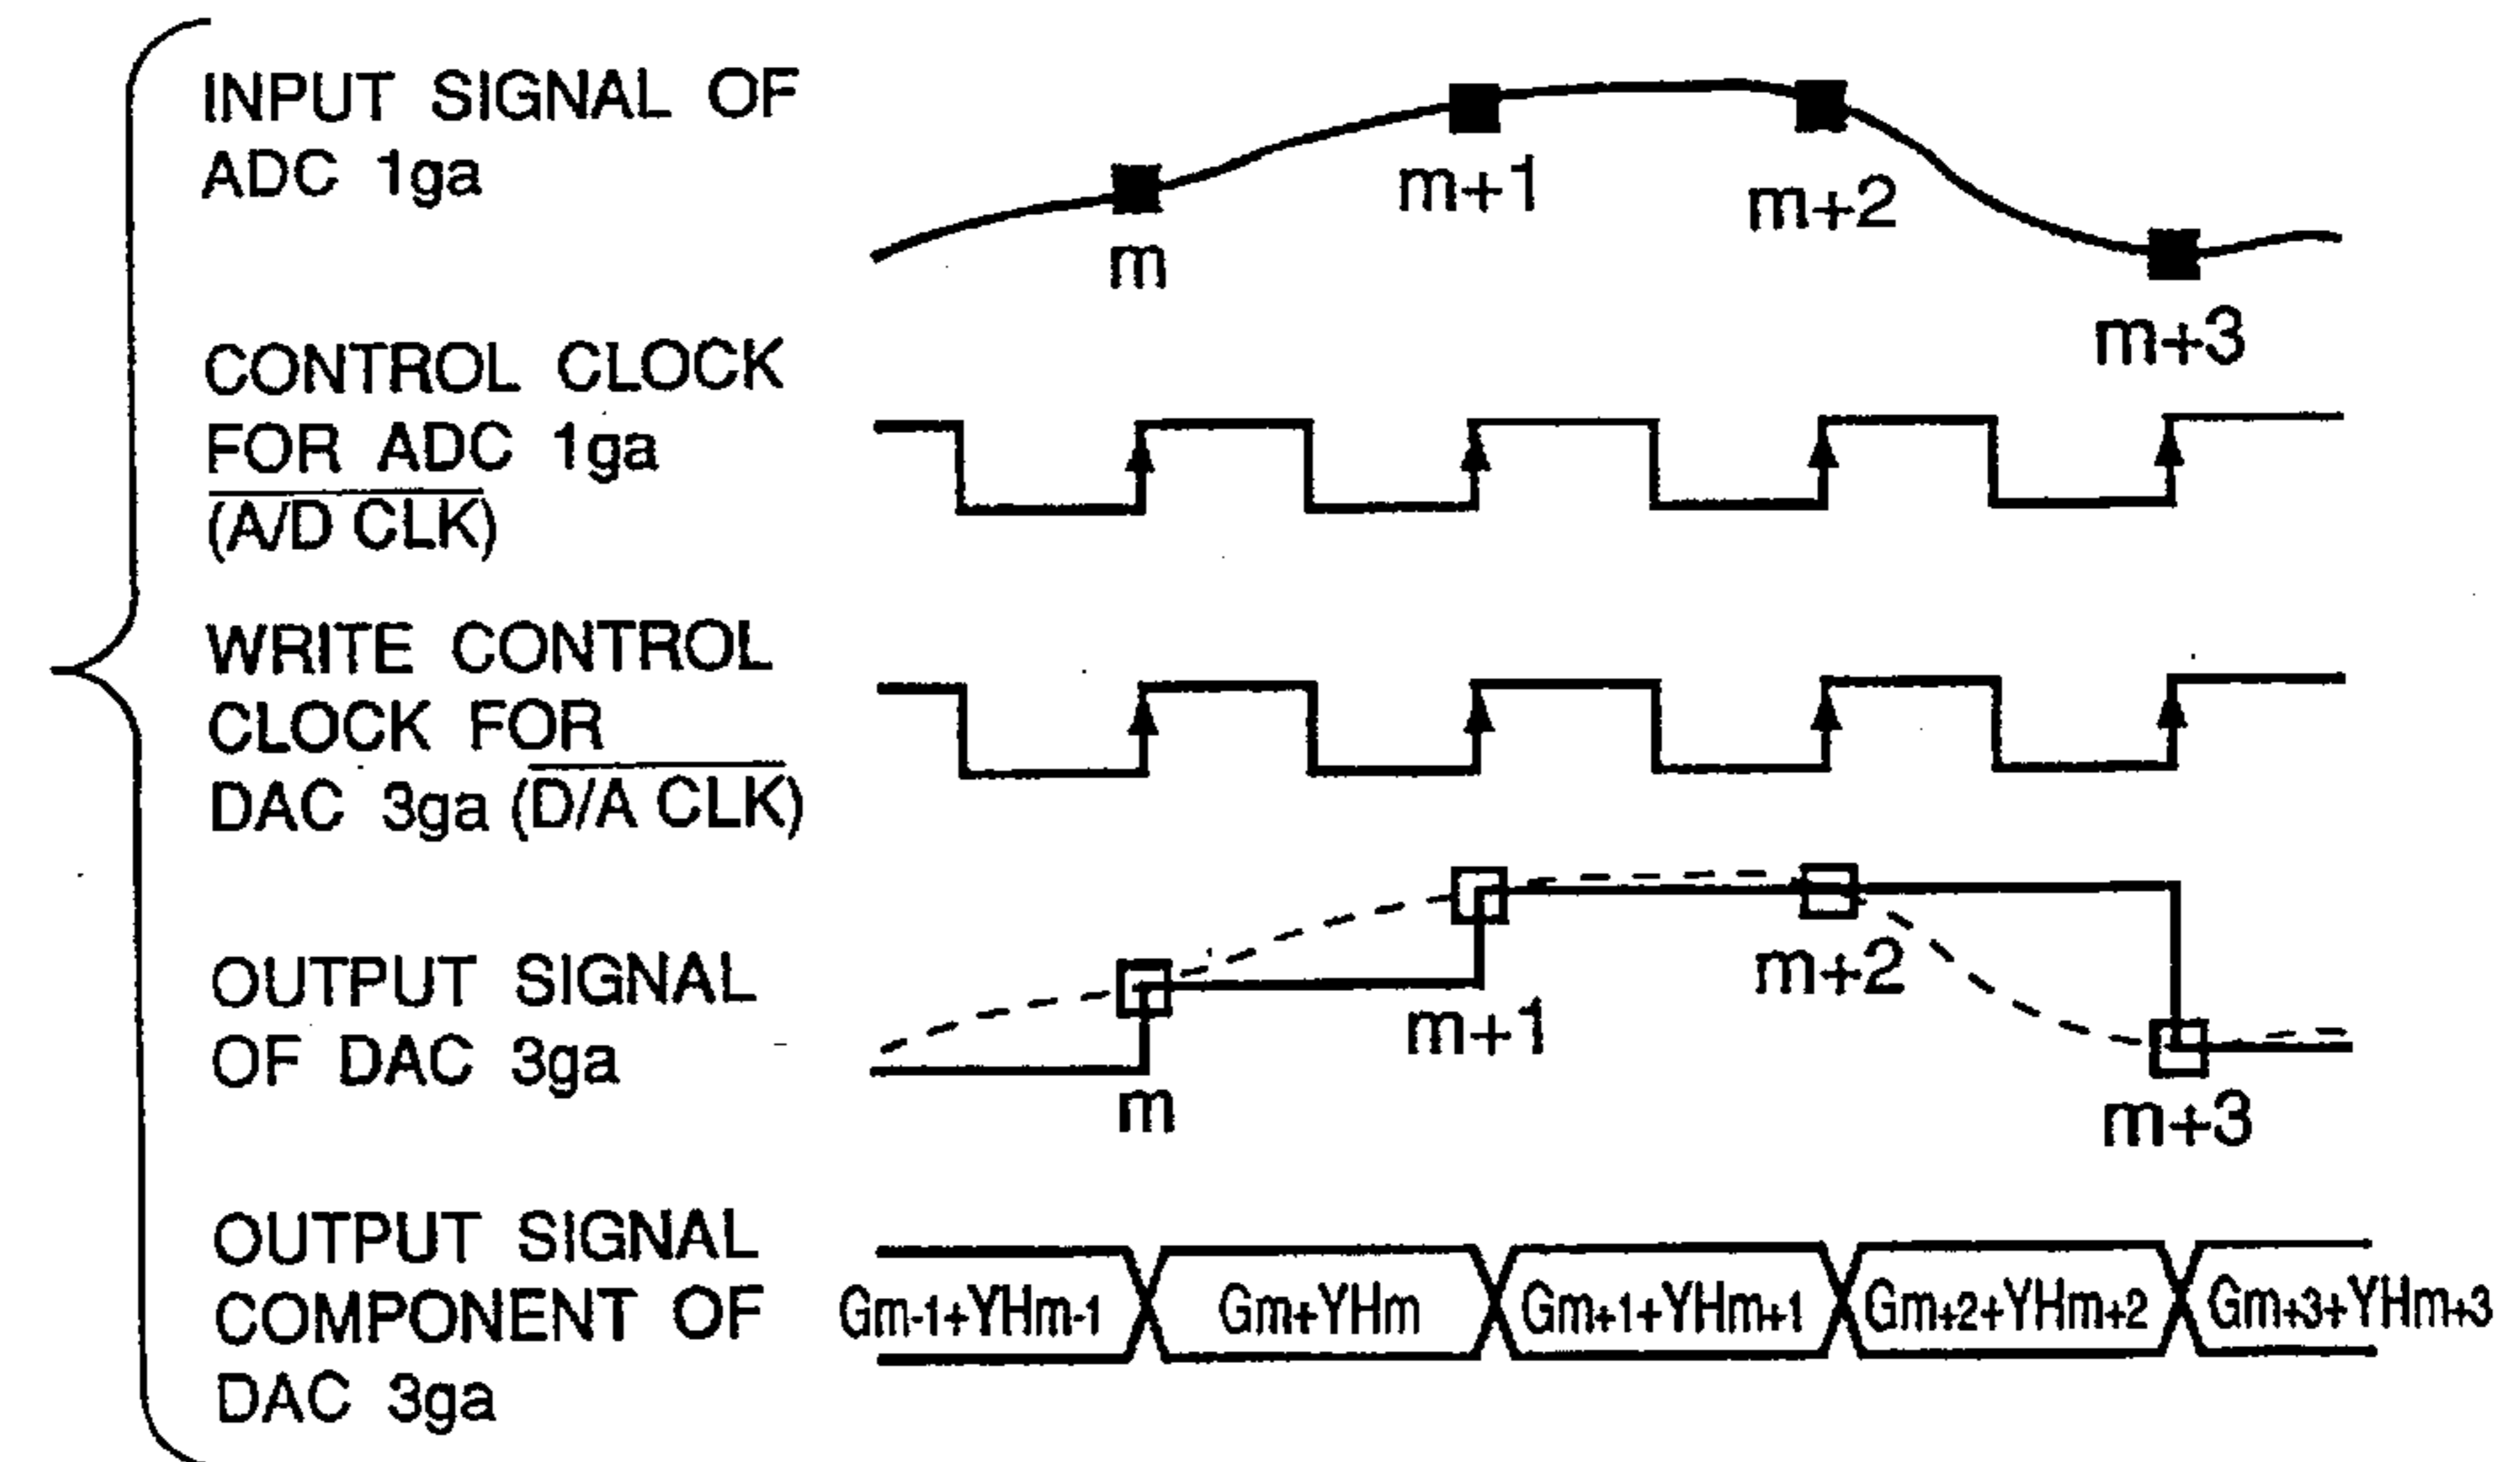 INPUT SIGNAL OF
ADC 1ga
m
m+1
m+2
m+3
CONTROL CLOCK
FOR ADC 1ga
(A/D CLK)
WRITE CONTROL
CLOCK FOR
DAC 3ga (D/A CLK)
OUTPUT SIGNAL
OF DAC 3ga
m
m+1
m+2
m+3
OUTPUT SIGNAL
COMPONENT OF
DAC 3ga
Gm-1+YHm-1
Gm+YHm
Gm+1+YHm+1
Gm+2+YHm+2
Gm+3+YHm+3